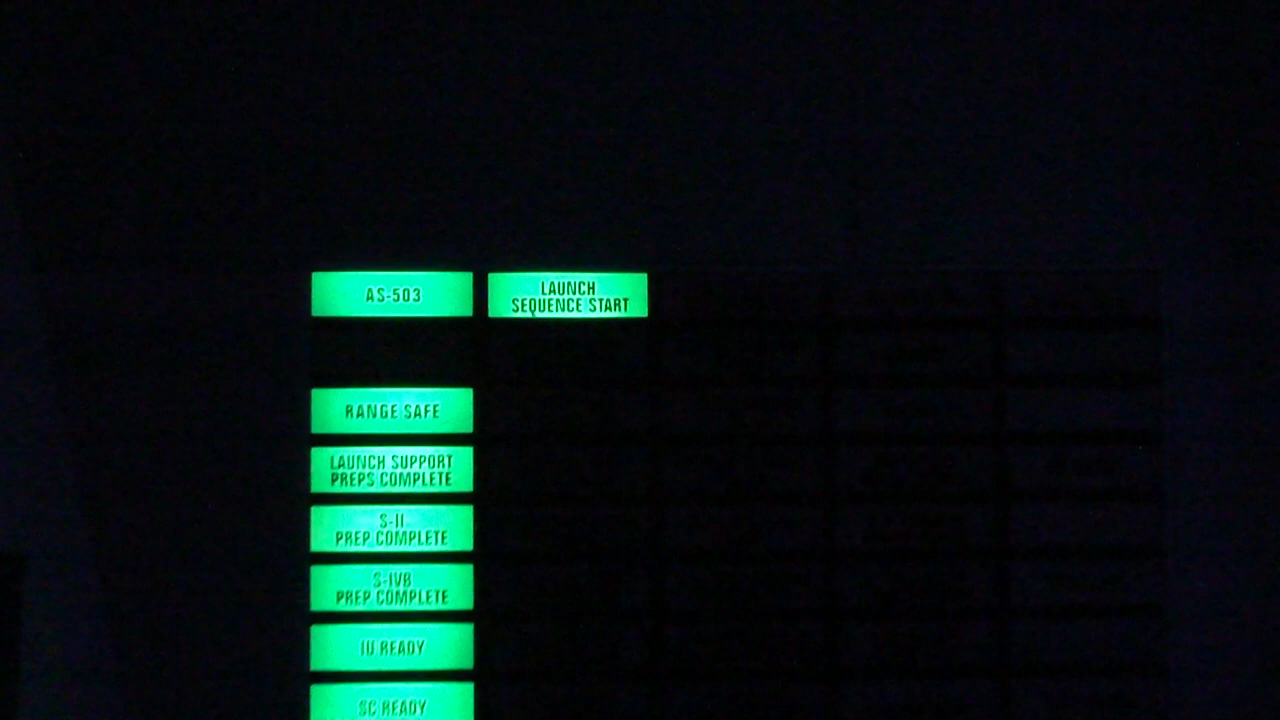 AS-503
LAUNCH
SEQUENCE START
RANGE SAFE
LAUNCH SUPPORT
PREPS COMPLETE
S-II
PREP COMPLETE
S-IVB
PREP COMPLETE
IU READY
SC READY